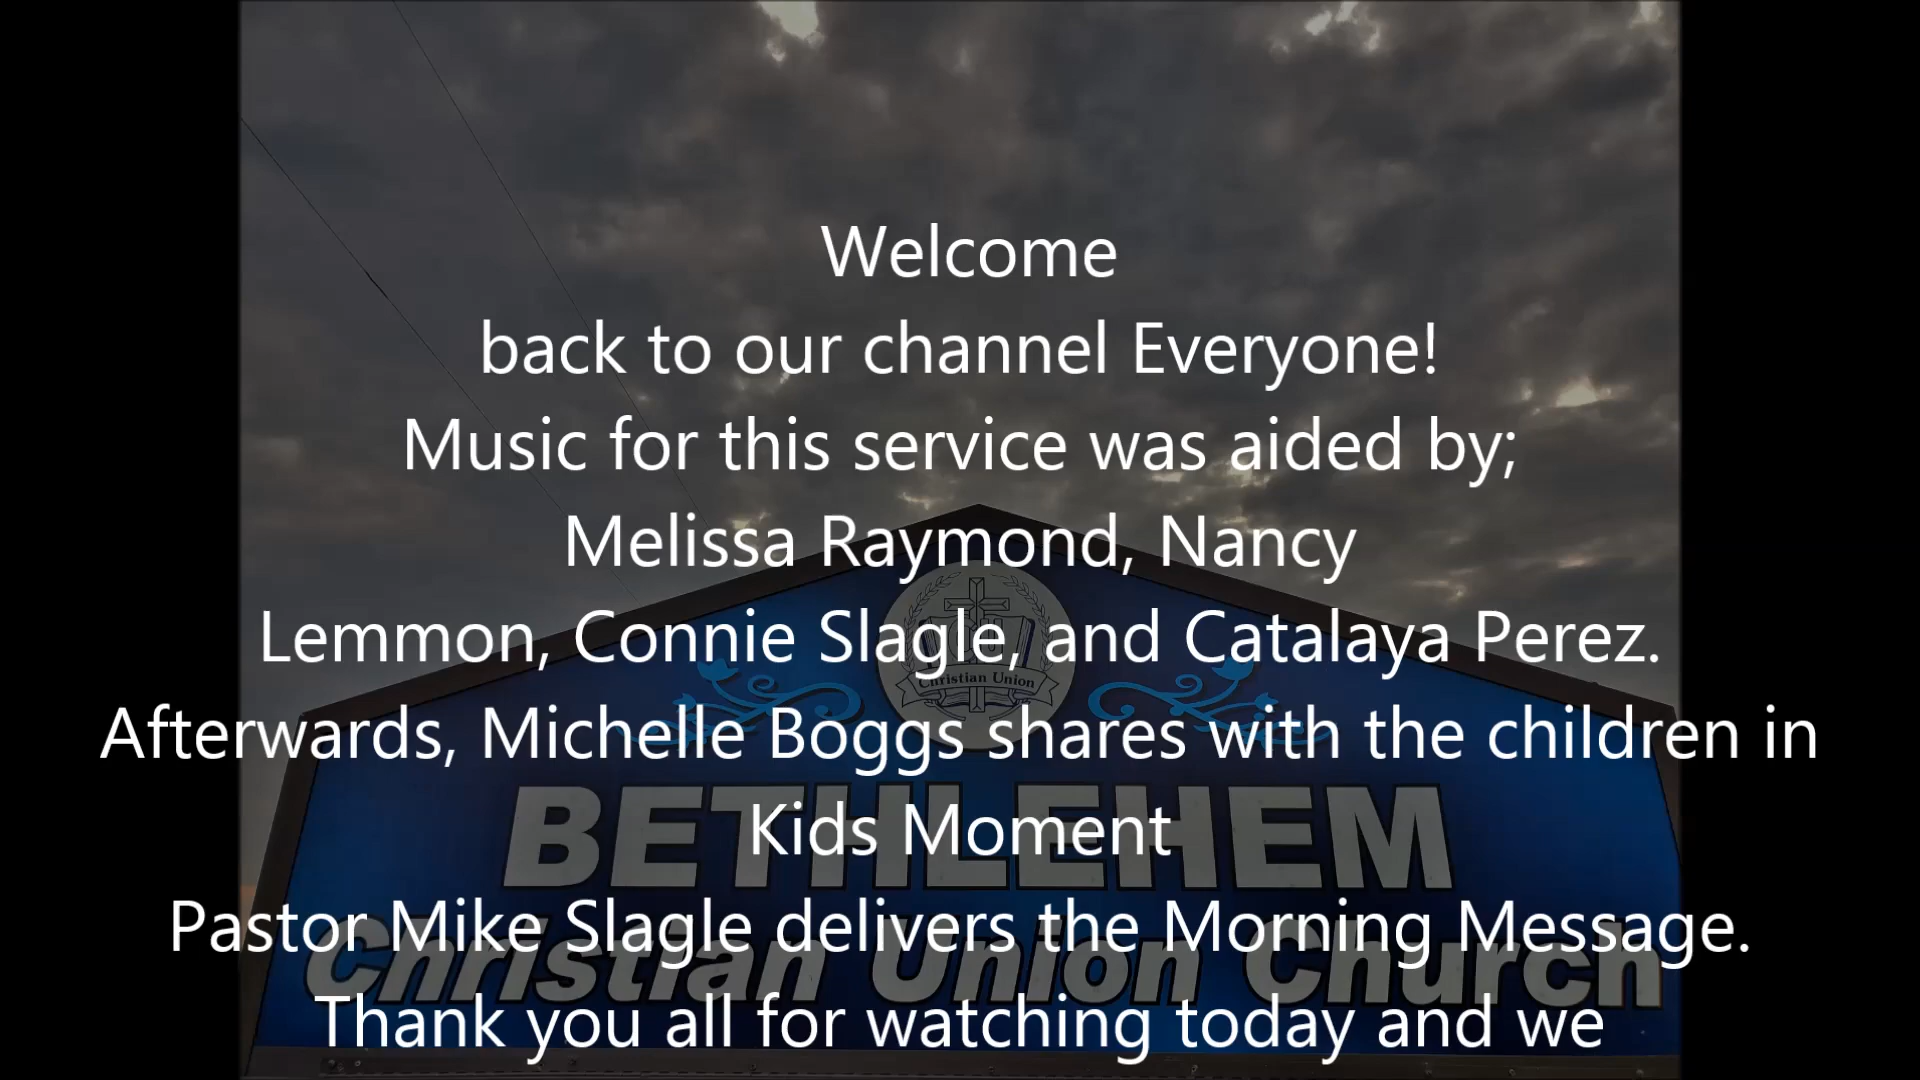 Welcome
back to our channel Everyone!
Music for this service was aided by;
Melissa Raymond, Nancy
Lemmon, Connie Slagle, and Catalaya Perez.
Afterwards, Michelle Boggs shares with the children in
Kids Moment
Pastor Mike Slagle delivers the Morning Message.
Thank you all for watching today and we
Christian Union
BETHLEHEM
Christian Union Church